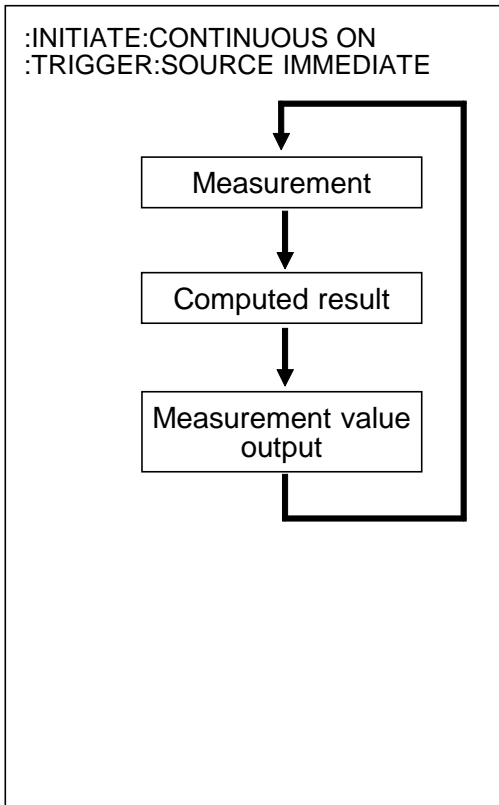 :INITIATE:CONTINUOUS ON
:TRIGGER:SOURCE IMMEDIATE
Measurement
Computed result
Measurement value
output